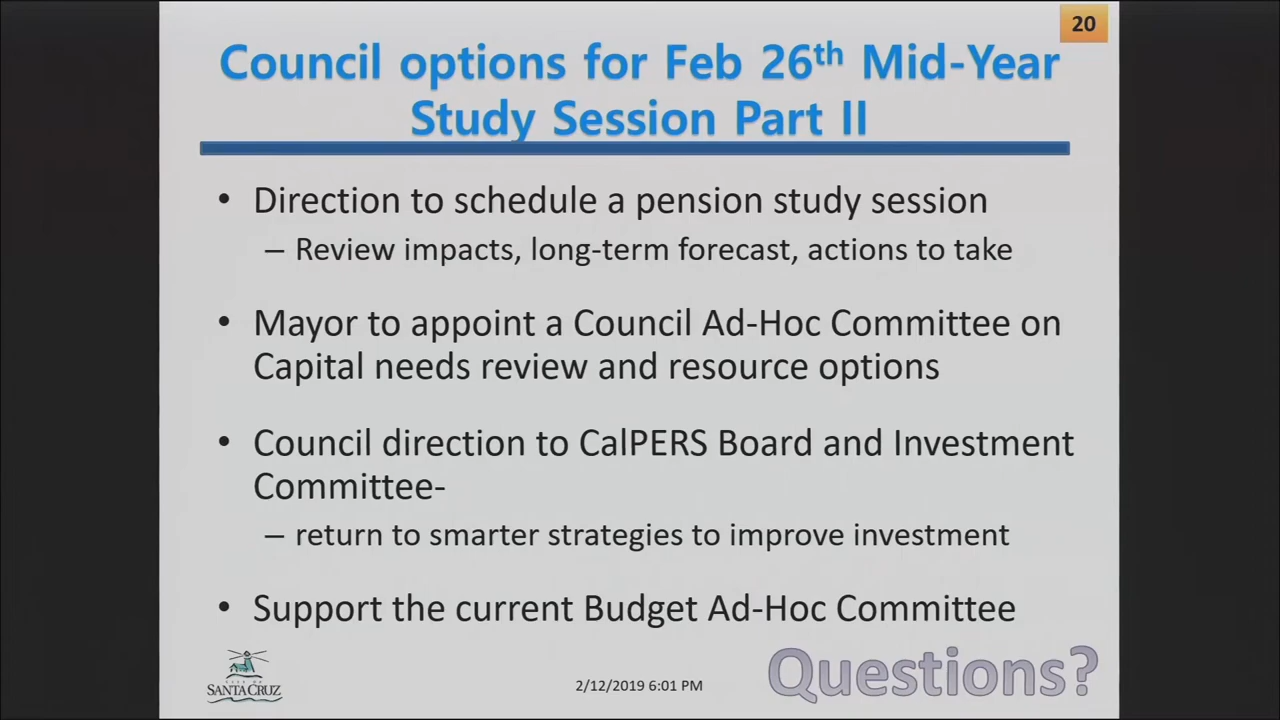 20
Council options for Feb 26th Mid-Year
Study Session Part II
• Direction to schedule a pension study session
– Review impacts, long-term forecast, actions to take
• Mayor to appoint a Council Ad-Hoc Committee on
Capital needs review and resource options
• Council direction to CalPERS Board and Investment
Committee-
– return to smarter strategies to improve investment
• Support the current Budget Ad-Hoc Committee
CITY OF
SANTA CRUZ
2/12/2019 6:01 PM
Questions?